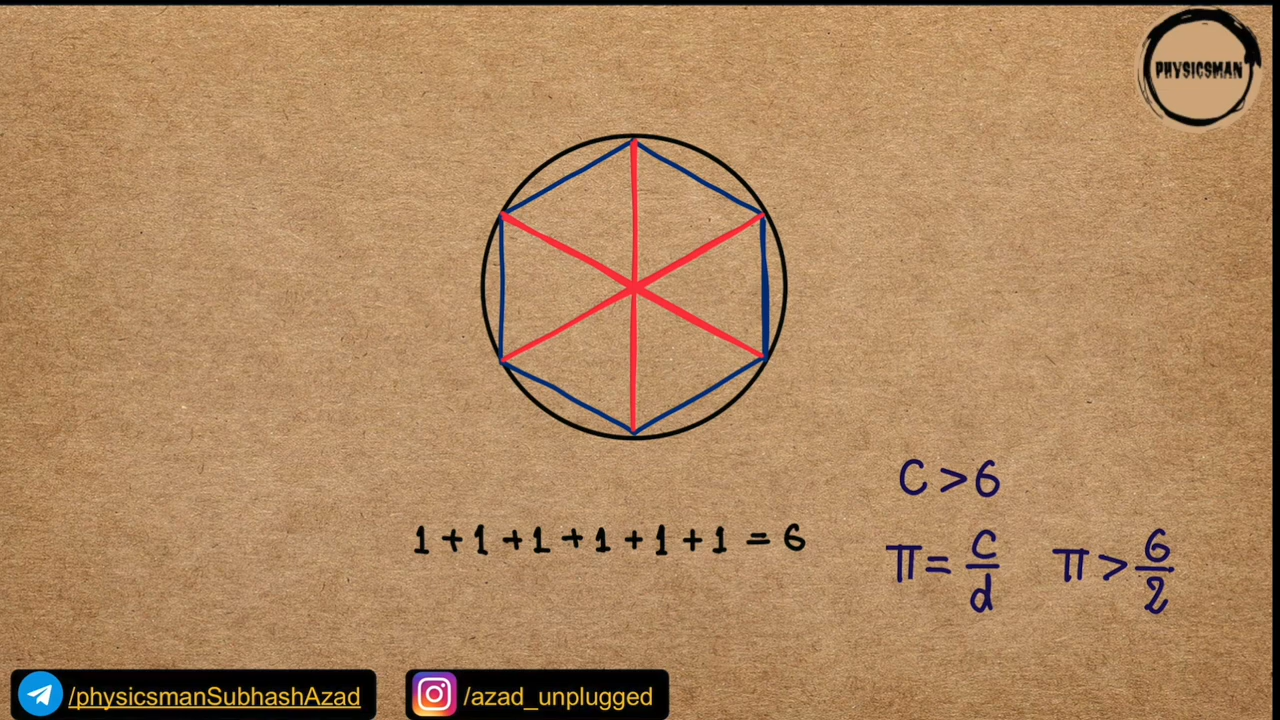 PHYSICSMAN
C > 6
1 + 1 + 1 + 1 + 1 + 1 = 6
π = C/d π > 6/2
/physicsmanSubhashAzad
/azad_unplugged